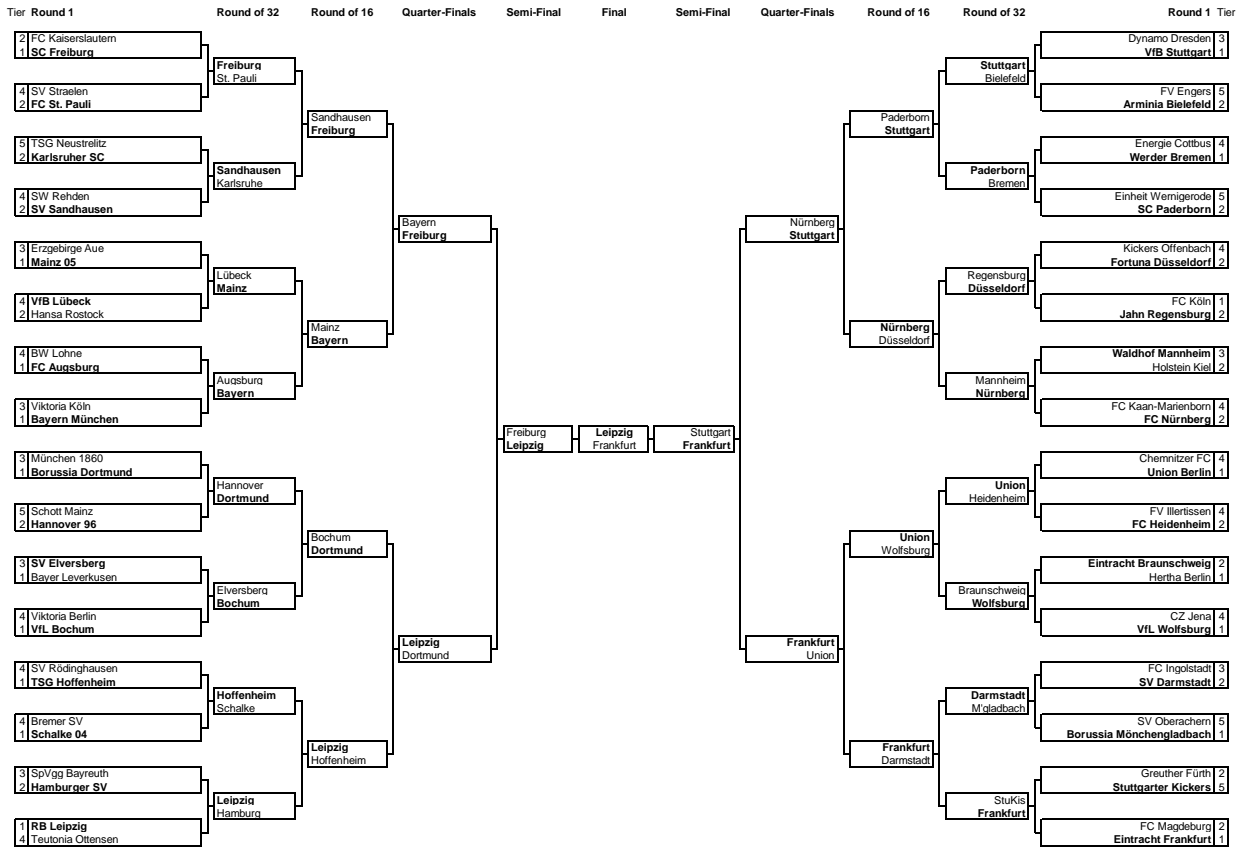 Tier Round 1 Round of 32 Round of 16 Quarter-Finals Semi-Final Final Semi-Final Quarter-Finals Round of 16 Round of 32 Round 1 Tier
2 FC Kaiserslautern
1 SC Freiburg
Freiburg
St. Pauli
4 SV Straelen
2 FC St. Pauli
Sandhausen
Freiburg
5 TSG Neustrelitz
2 Karlsruher SC
Sandhausen
Karlsruhe
4 SW Rehden
2 SV Sandhausen
Bayern
Freiburg
3 Erzgebirge Aue
1 Mainz 05
Lübeck
Mainz
4 VfB Lübeck
2 Hansa Rostock
Mainz
Bayern
4 BW Lohne
1 FC Augsburg
Augsburg
Bayern
3 Viktoria Köln
1 Bayern München
Freiburg
Leipzig
3 München 1860
1 Borussia Dortmund
Hannover
Dortmund
5 Schott Mainz
2 Hannover 96
Bochum
Dortmund
3 SV Elversberg
1 Bayer Leverkusen
Elversberg
Bochum
4 Viktoria Berlin
1 VfL Bochum
Leipzig
Dortmund
4 SV Rödinghausen
1 TSG Hoffenheim
Hoffenheim
Schalke
4 Bremer SV
1 Schalke 04
Leipzig
Hoffenheim
3 SpVgg Bayreuth
2 Hamburger SV
Leipzig
Hamburg
1 RB Leipzig
4 Teutonia Ottensen
Leipzig
Frankfurt
Stuttgart
Frankfurt
Dynamo Dresden 3
VfB Stuttgart 1
Stuttgart
Bielefeld
FV Engers 5
Arminia Bielefeld 2
Paderborn
Stuttgart
Energie Cottbus 4
Werder Bremen 1
Paderborn
Bremen
Einheit Wernigerode 5
SC Paderborn 2
Nürnberg
Stuttgart
Kickers Offenbach 4
Fortuna Düsseldorf 2
Regensburg
Düsseldorf
FC Köln 1
Jahn Regensburg 2
Nürnberg
Düsseldorf
Waldhof Mannheim 3
Holstein Kiel 2
Mannheim
Nürnberg
FC Kaan-Marienborn 4
FC Nürnberg 2
Chemnitzer FC 4
Union Berlin 1
Union
Heidenheim
FV Illertissen 4
FC Heidenheim 2
Union
Wolfsburg
Eintracht Braunschweig 2
Hertha Berlin 1
Braunschweig
Wolfsburg
CZ Jena 4
VfL Wolfsburg 1
Frankfurt
Union
FC Ingolstadt 3
SV Darmstadt 2
Darmstadt
M'gladbach
SV Oberachern 5
Borussia Mönchengladbach 1
Frankfurt
Darmstadt
Greuther Fürth 2
Stuttgarter Kickers 5
StuKis
Frankfurt
FC Magdeburg 2
Eintracht Frankfurt 1